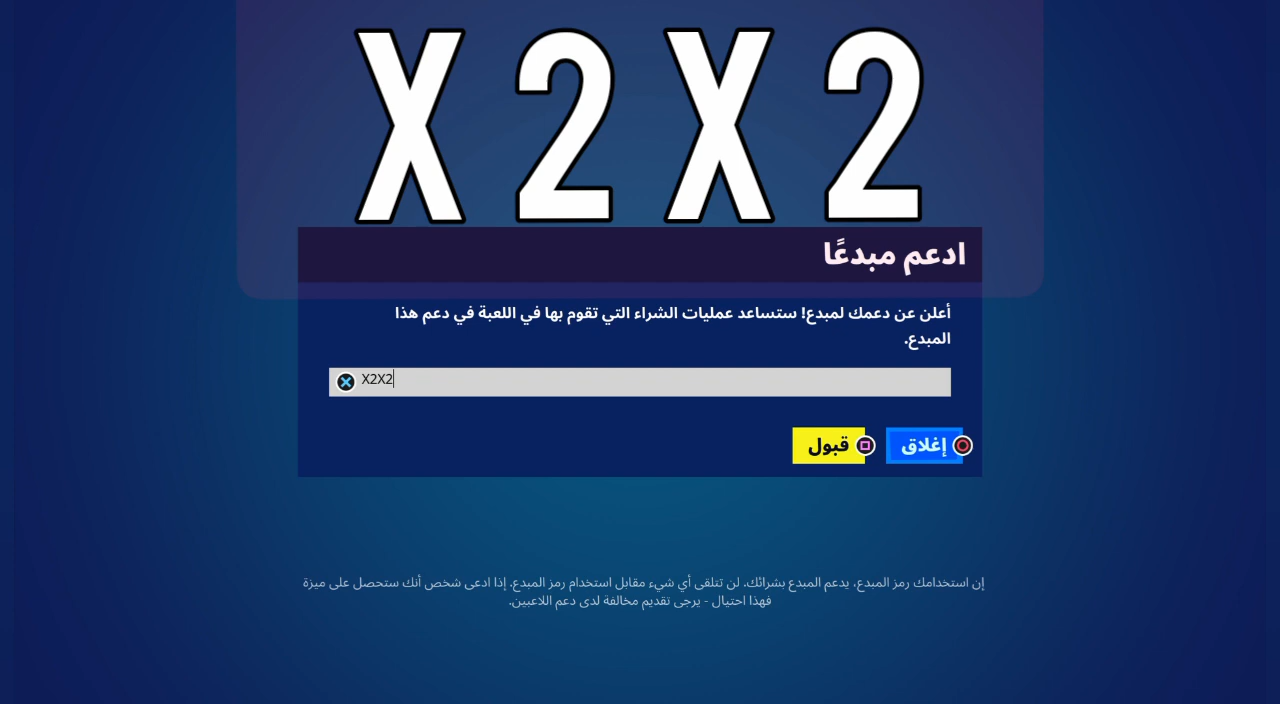 X2X2
ادعم مبدعًا
أعلن عن دعمك لمبدع! ستساعد عمليات الشراء التي تقوم بها في اللعبة في دعم هذا
المبدع.
X2X2
إغلاق
قبول
إن استخدامك رمز المبدع، يدعم المبدع بشرائك. لن تتلقى أي شيء مقابل استخدام رمز المبدع. إذا ادعى شخص أنك ستحصل على ميزة
فهذا احتيال - يرجى تقديم مخالفة لدى دعم اللاعبين.